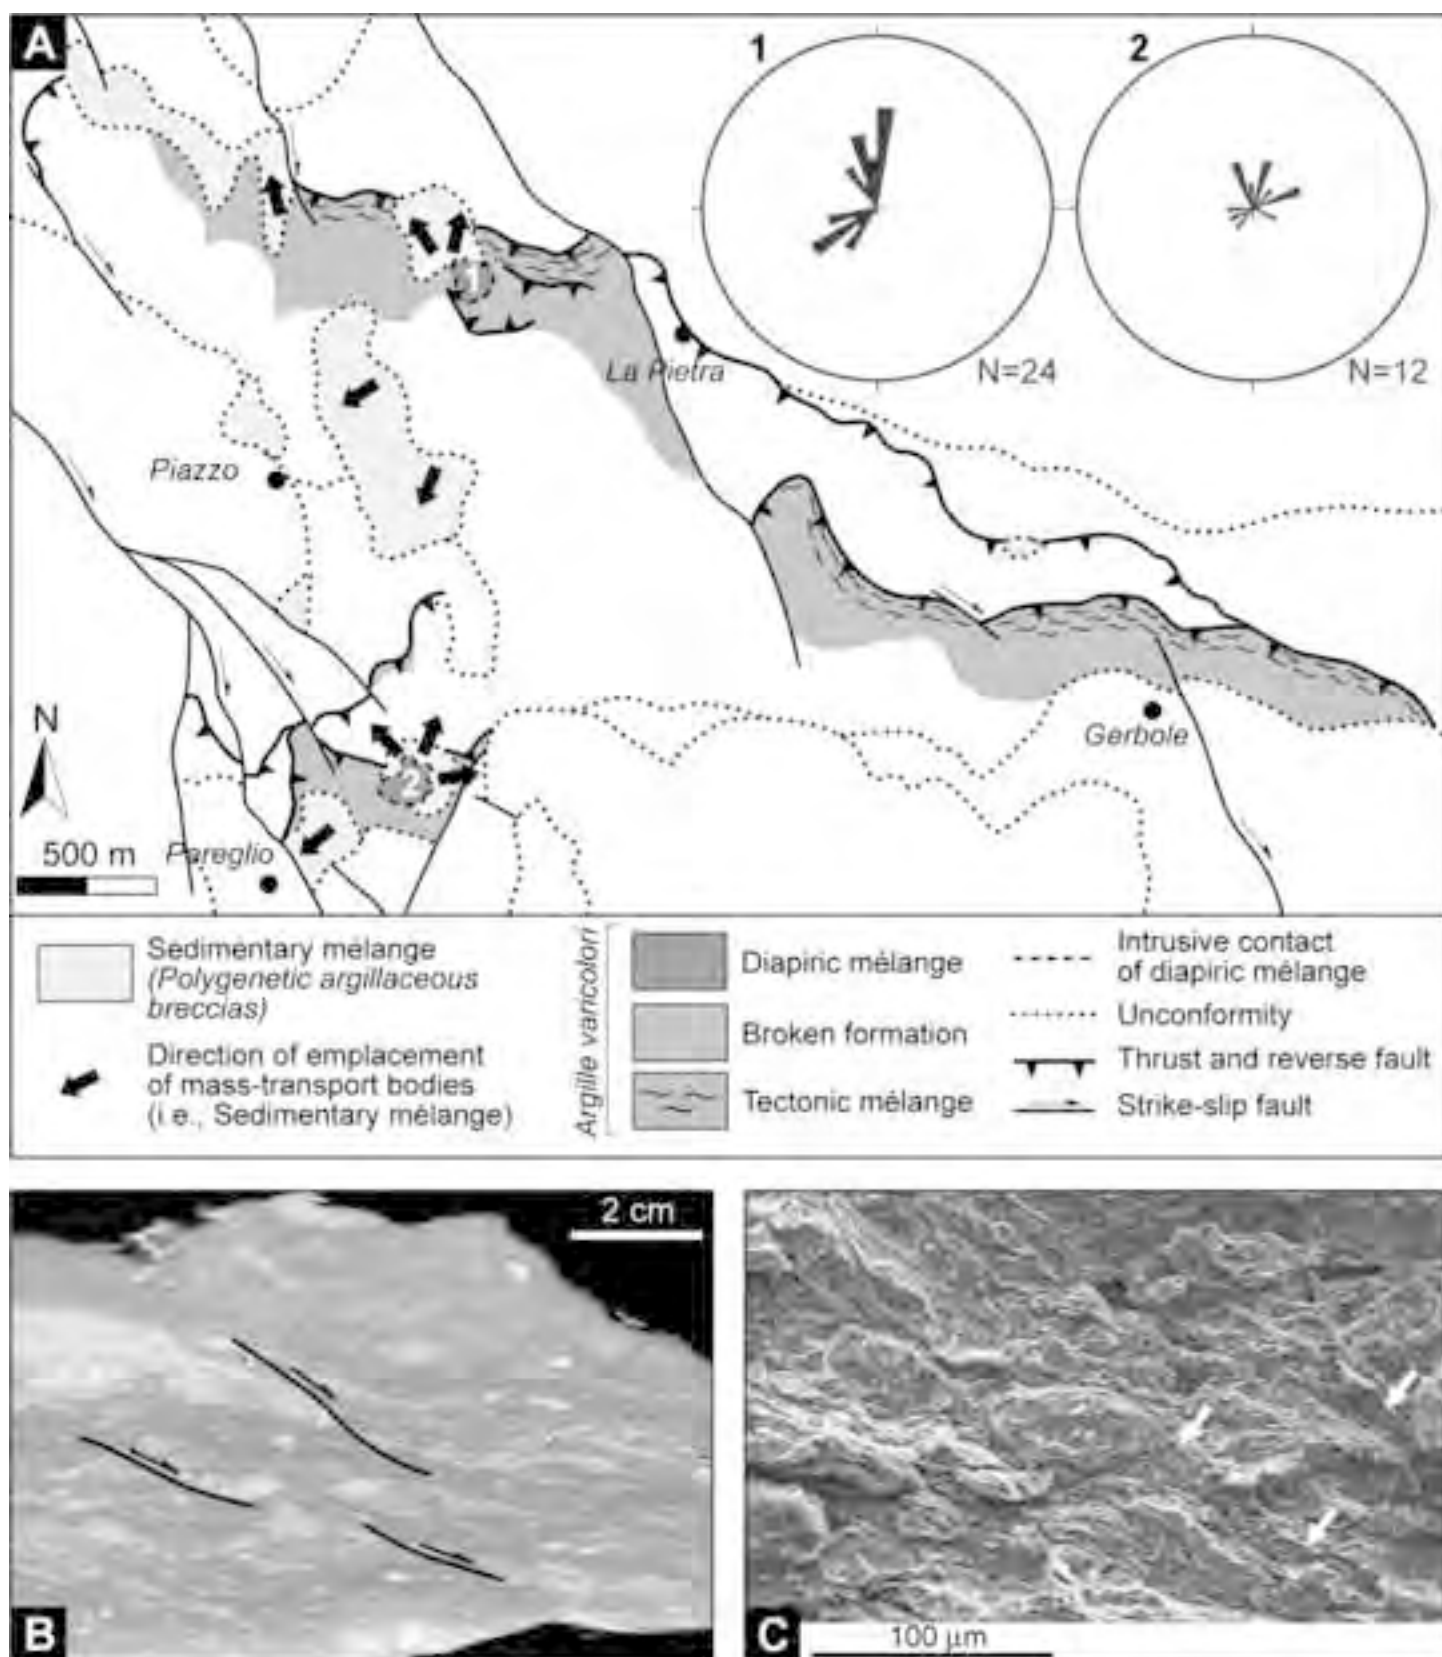 A
1
2
N=24
N=12
1
La Pietra
Piazzo
Gerbole
N
2
500 m
Pareglio
Sedimentary mélange
(Polygenetic argillaceous
breccias)
Direction of emplacement
of mass-transport bodies
(i e., Sedimentary mélange)
Argille varicolori
Diapiric mélange
Broken formation
Tectonic mélange
Intrusive contact
of diapiric mélange
Unconformity
Thrust and reverse fault
Strike-slip fault
2 cm
B
C
100 µm